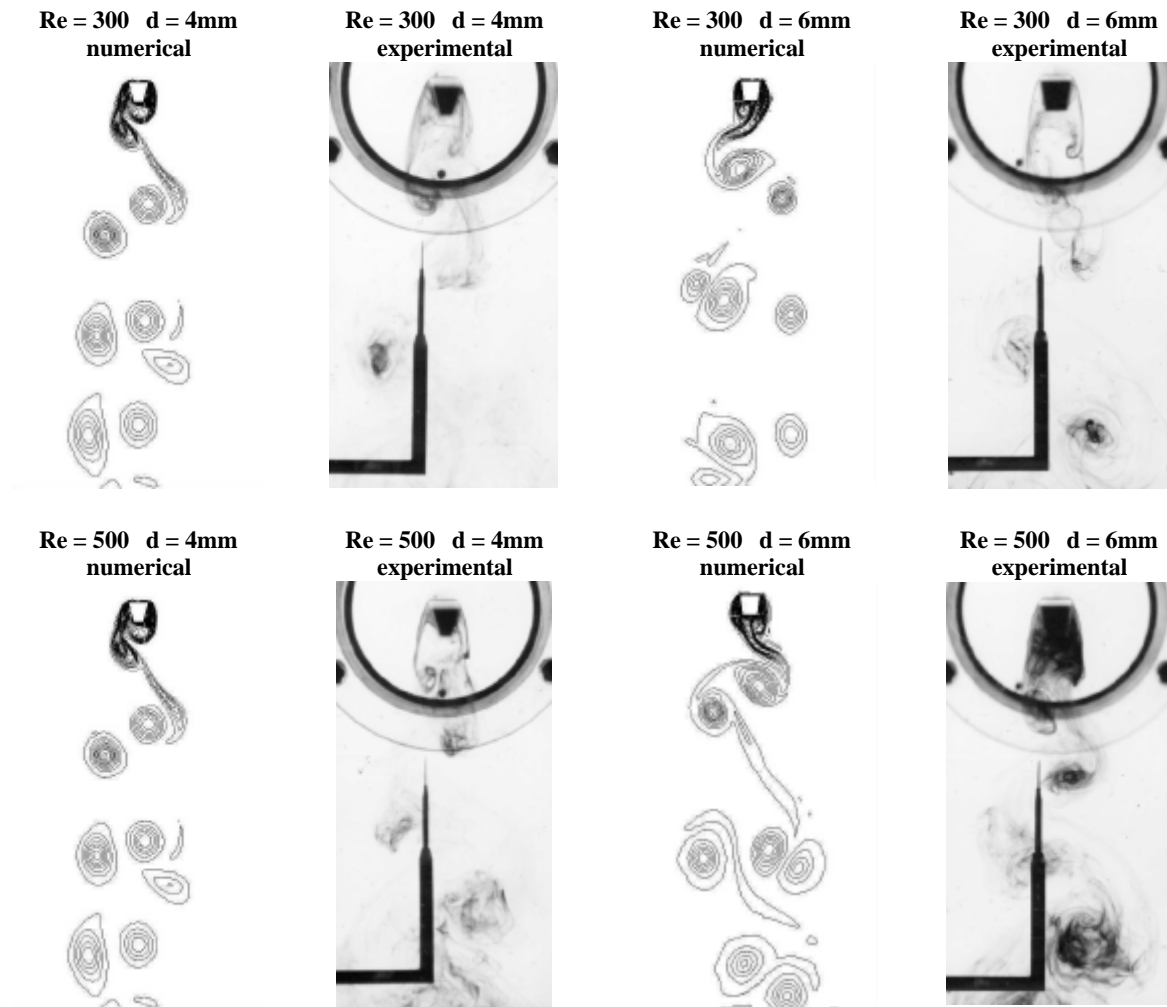 Re = 300 d = 4mm
numerical
Re = 300 d = 4mm
experimental
Re = 300 d = 6mm
numerical
Re = 300 d = 6mm
experimental
Re = 500 d = 4mm
numerical
Re = 500 d = 4mm
experimental
Re = 500 d = 6mm
numerical
Re = 500 d = 6mm
experimental